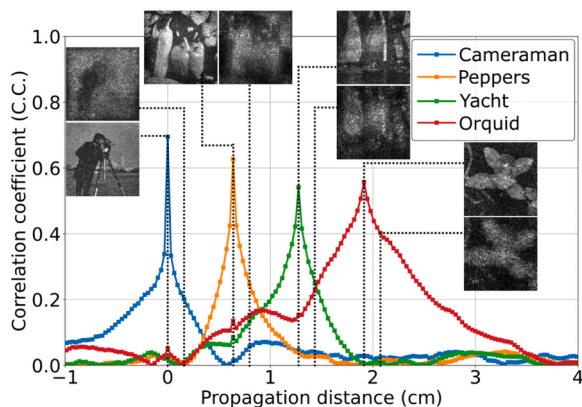 1.0
0.8
0.6
0.4
0.2
0.0
Correlation coefficient (C.C.)
Cameraman
Peppers
Yacht
Orquid
-1
0
1
2
3
4
Propagation distance (cm)